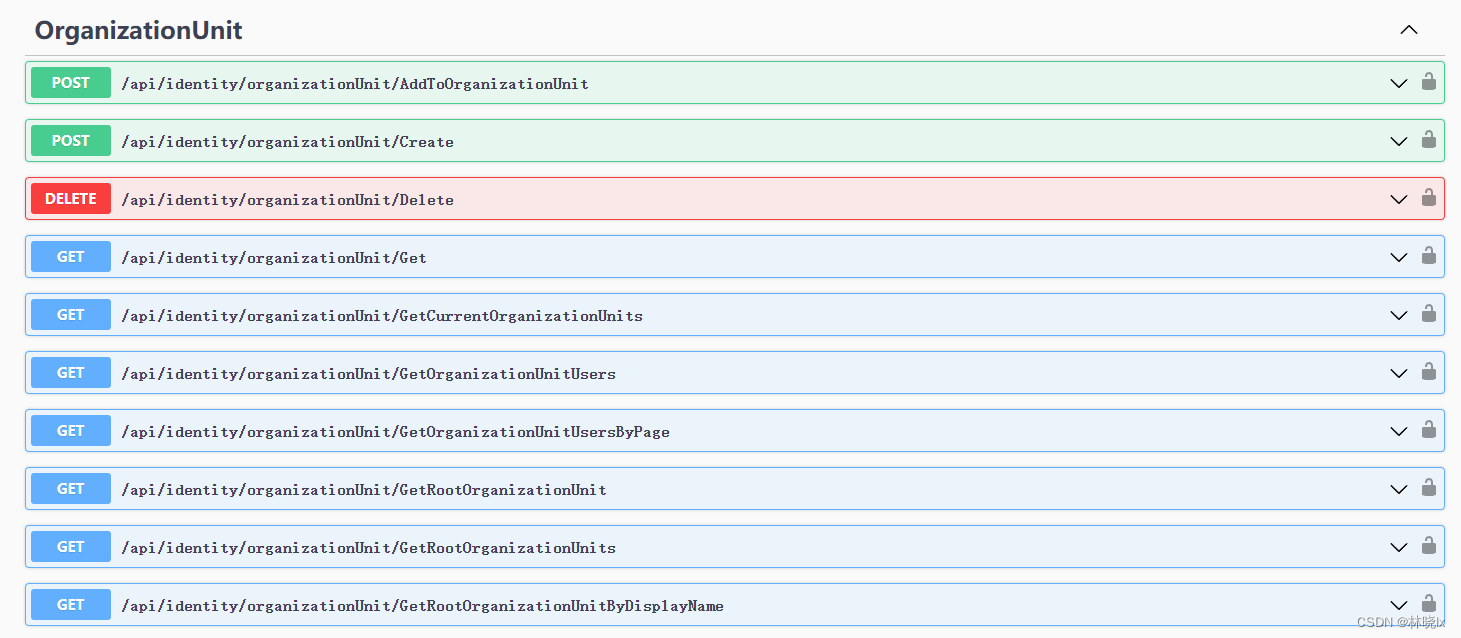 OrganizationUnit
POST /api/identity/organizationUnit/AddToOrganizationUnit
POST /api/identity/organizationUnit/Create
DELETE /api/identity/organizationUnit/Delete
GET /api/identity/organizationUnit/Get
GET /api/identity/organizationUnit/GetCurrentOrganizationUnits
GET /api/identity/organizationUnit/GetOrganizationUnitUsers
GET /api/identity/organizationUnit/GetOrganizationUnitUsersByPage
GET /api/identity/organizationUnit/GetRootOrganizationUnit
GET /api/identity/organizationUnit/GetRootOrganizationUnits
GET /api/identity/organizationUnit/GetRootOrganizationUnitByDisplayName
CSDN @林晓lx